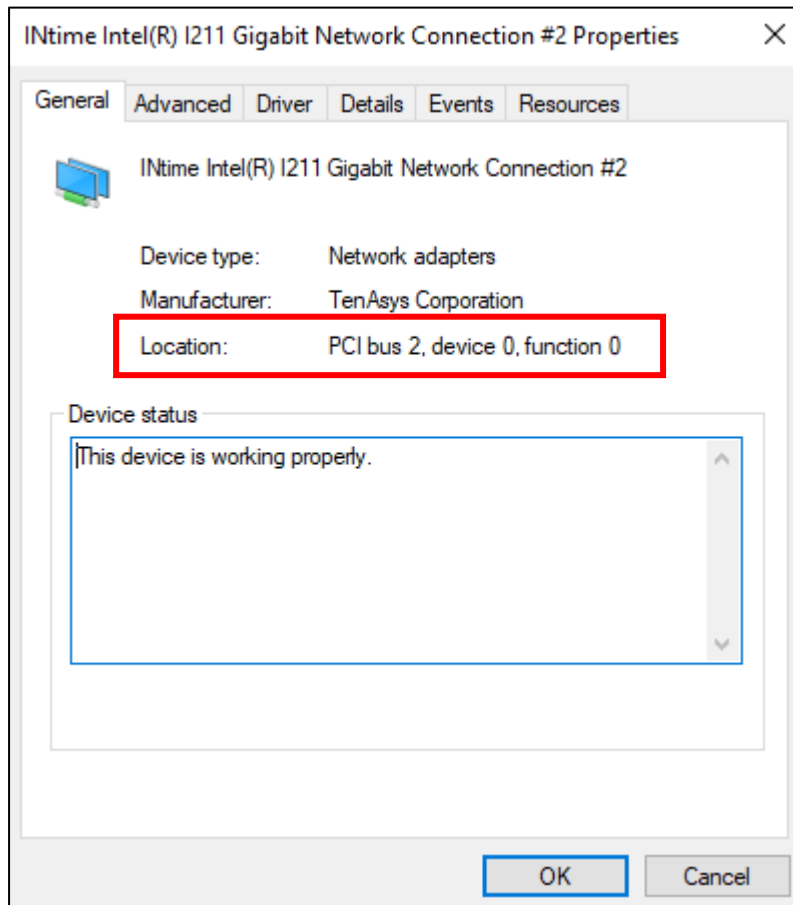 INtime Intel(R) I211 Gigabit Network Connection #2 Properties
General Advanced Driver Details Events Resources
INtime Intel(R) I211 Gigabit Network Connection #2
Device type: Network adapters
Manufacturer: TenAsys Corporation
Location: PCI bus 2, device 0, function 0
Device status
This device is working properly.
OK Cancel